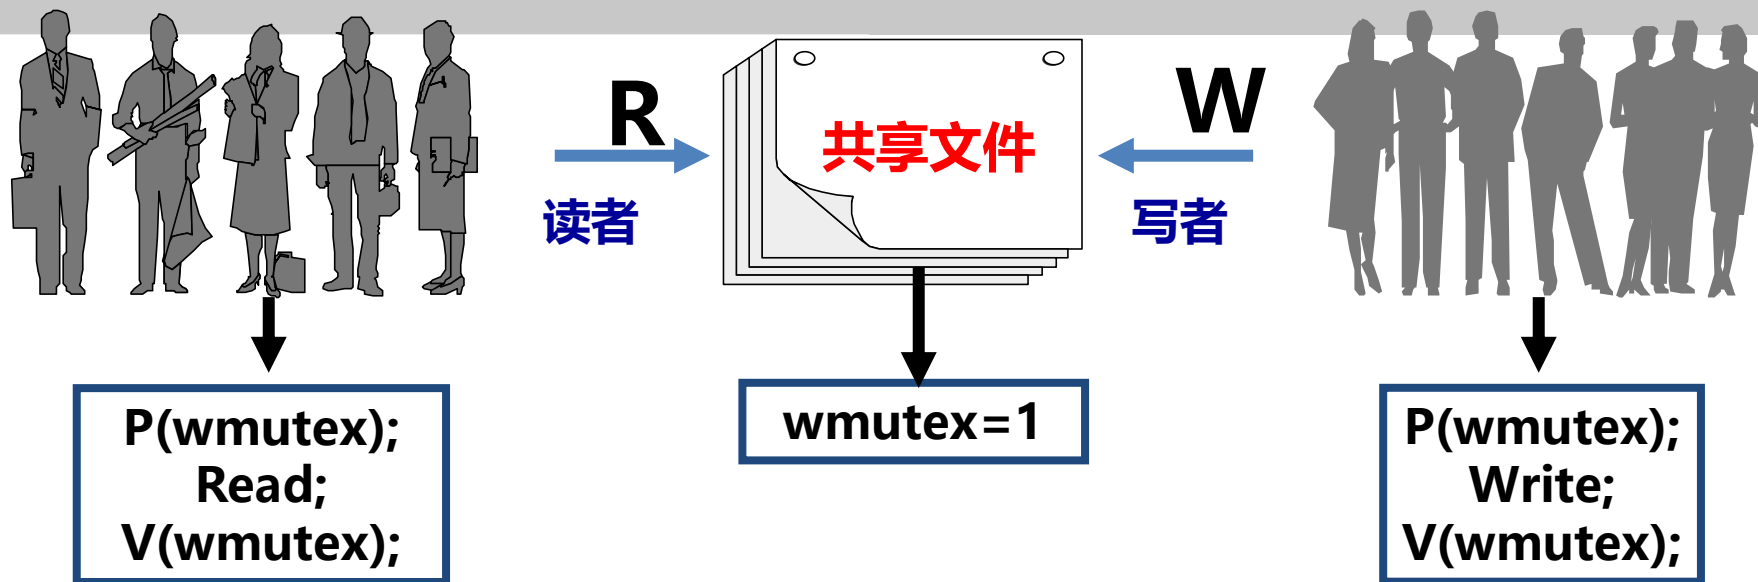 R
共享文件
W
读者
写者
P(wmutex);
Read;
V(wmutex);
wmutex=1
P(wmutex);
Write;
V(wmutex);